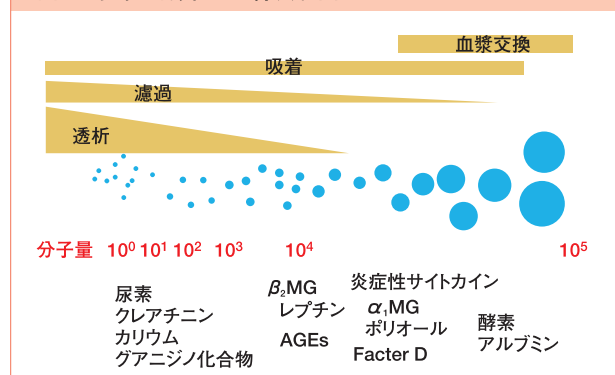 血漿交換
吸着
濾過
透析
分子量 10⁰ 10¹ 10² 10³ 10⁴ 10⁵
尿素
クレアチニン
カリウム
グアニジノ化合物
β₂MG
レプチン
AGEs
炎症性サイトカイン
α₁MG
ポリオール
Facter D
酵素
アルブミン